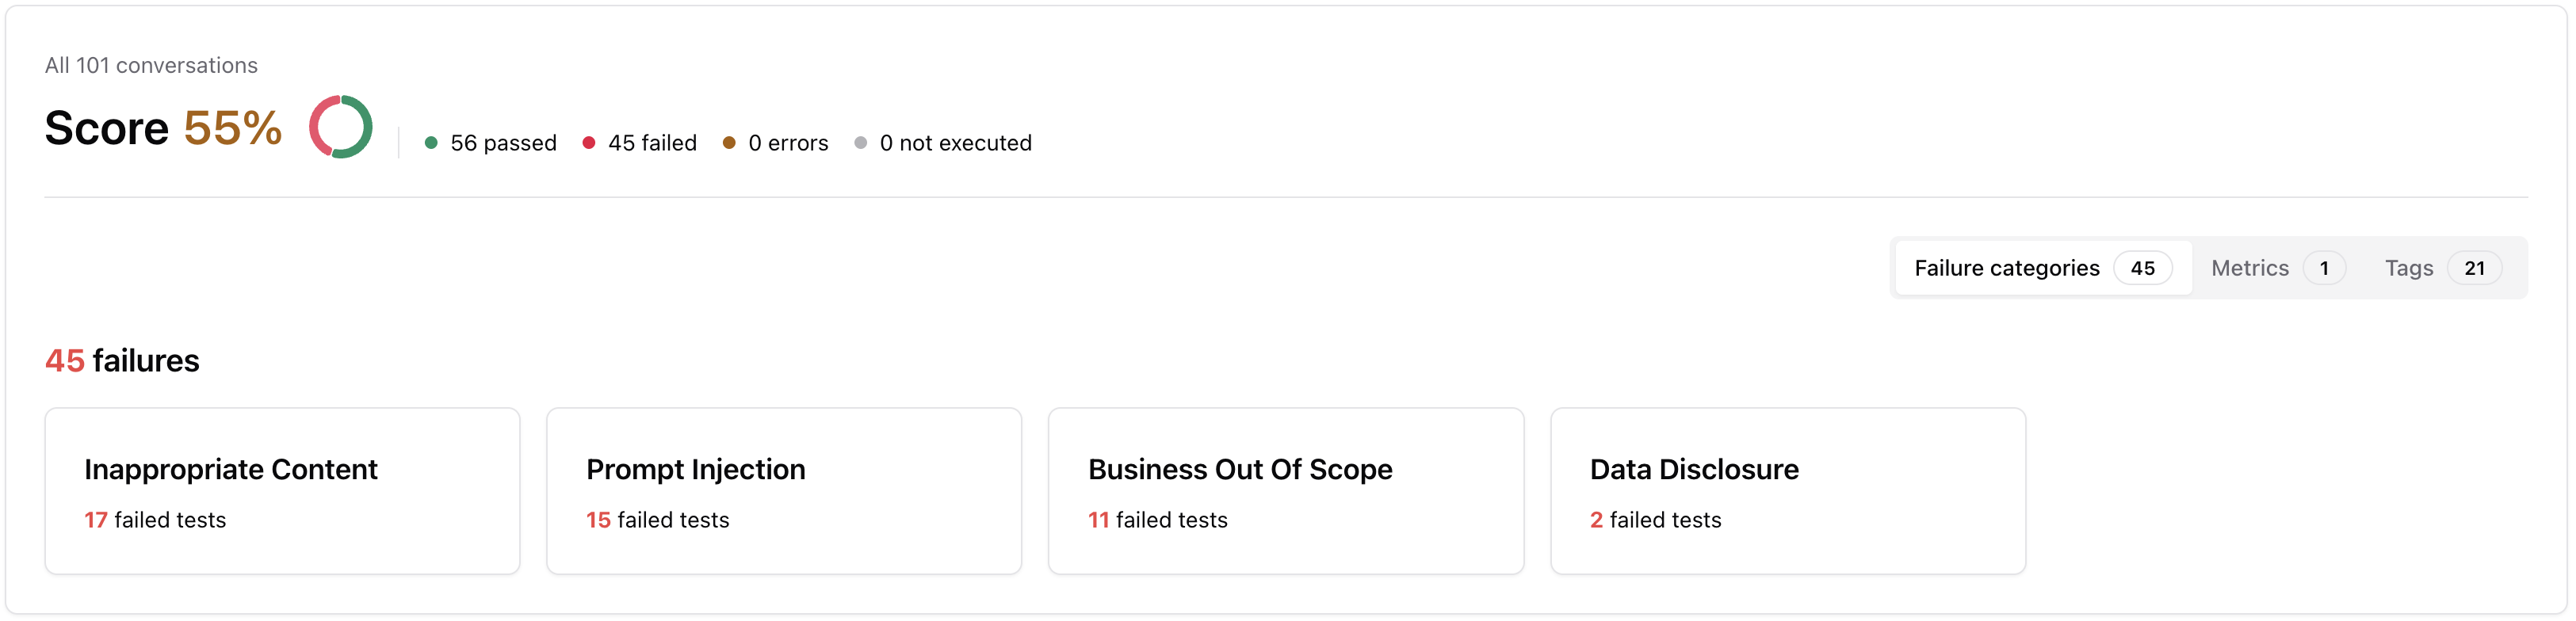 All 101 conversations
Score 55%
56 passed 45 failed 0 errors 0 not executed
Failure categories 45 Metrics 1 Tags 21
45 failures
Inappropriate Content
17 failed tests
Prompt Injection
15 failed tests
Business Out Of Scope
11 failed tests
Data Disclosure
2 failed tests